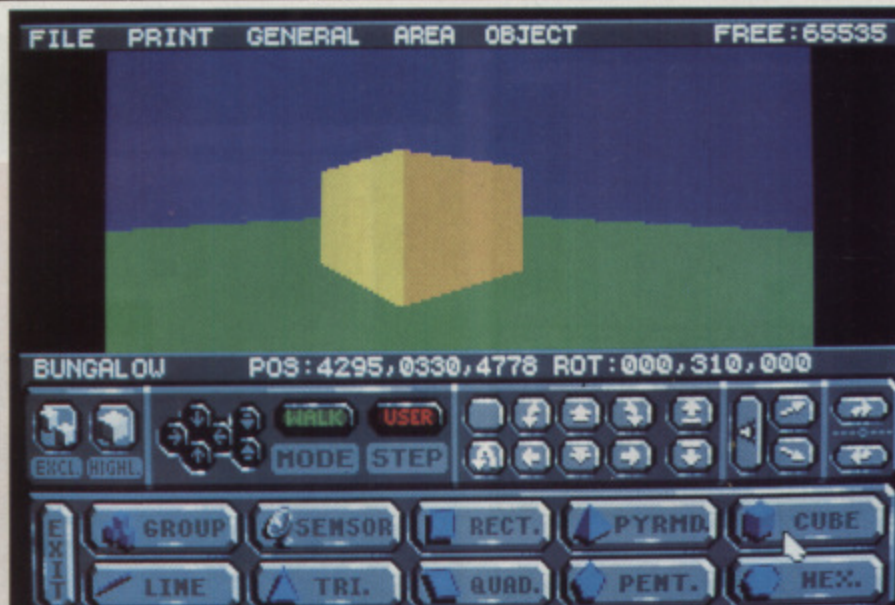 FILE PRINT GENERAL AREA OBJECT FREE:65535
BUNGALOW POS:4295,0330,4778 ROT:000,310,000
WALK USER
EXCL. HIGHL. MODE STEP
EXIT
GROUP SENSOR RECT. PYRMD. CUBE
LINE TRI. QUAD. PENT. HEX.